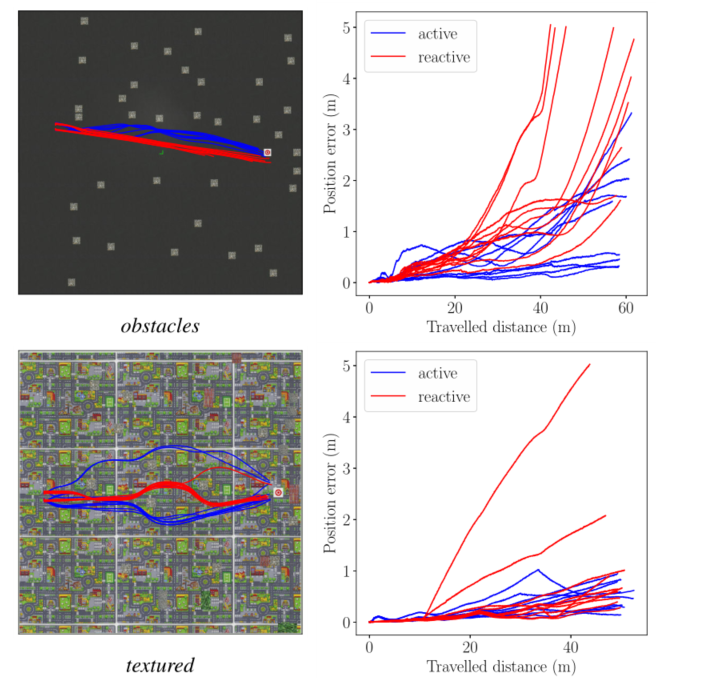 active
reactive
5
4
3
2
1
0
Position error (m)
0
20
40
60
Travelled distance (m)
obstacles
active
reactive
5
4
3
2
1
0
Position error (m)
0
20
40
Travelled distance (m)
textured